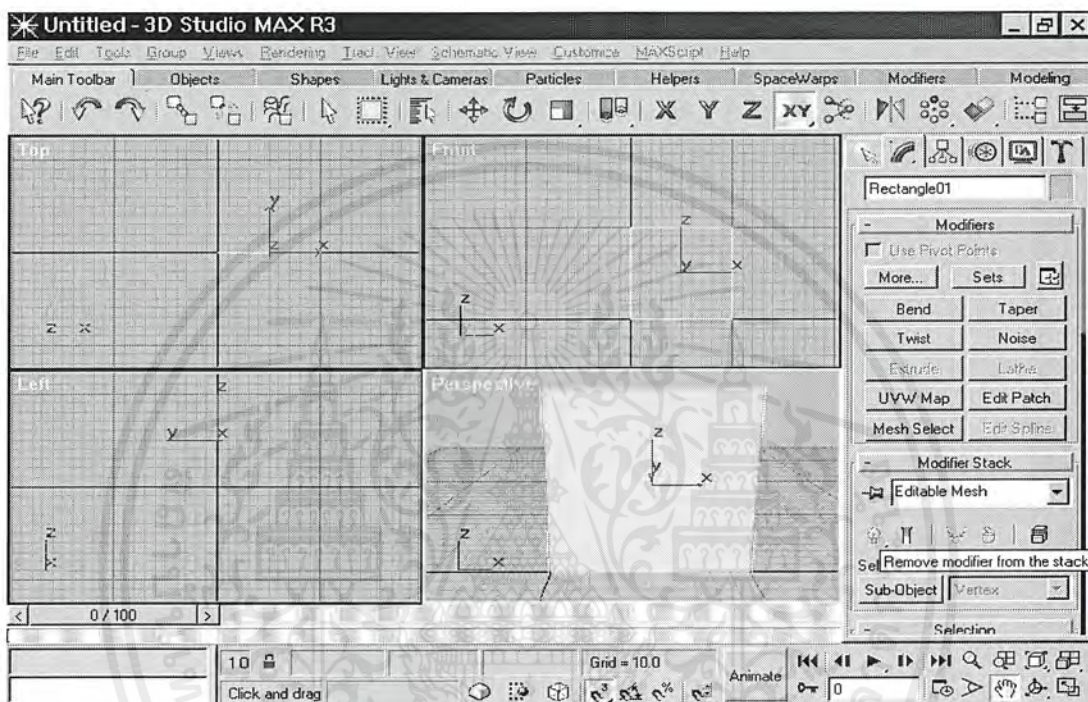 Untitled - 3D Studio MAX R3
File Edit Tools Group Views Rendering Track View Schematic View Customize MAXScript Help
Main Toolbar Objects Shapes Lights & Cameras Particles Helpers SpaceWarps Modifiers Modeling
X Y Z XY
Top
Front
Left
Perspective
Rectangle01
Modifiers
Use Pivot Points
More... Sets
Bend Taper
Twist Noise
Extrude Lathe
UVW Map Edit Patch
Mesh Select Edit Spline
Modifier Stack
Editable Mesh
Remove modifier from the stack
Sub-Object Vertex
Selection
0 / 100
10
Grid = 10.0
Animate
Click and drag
0